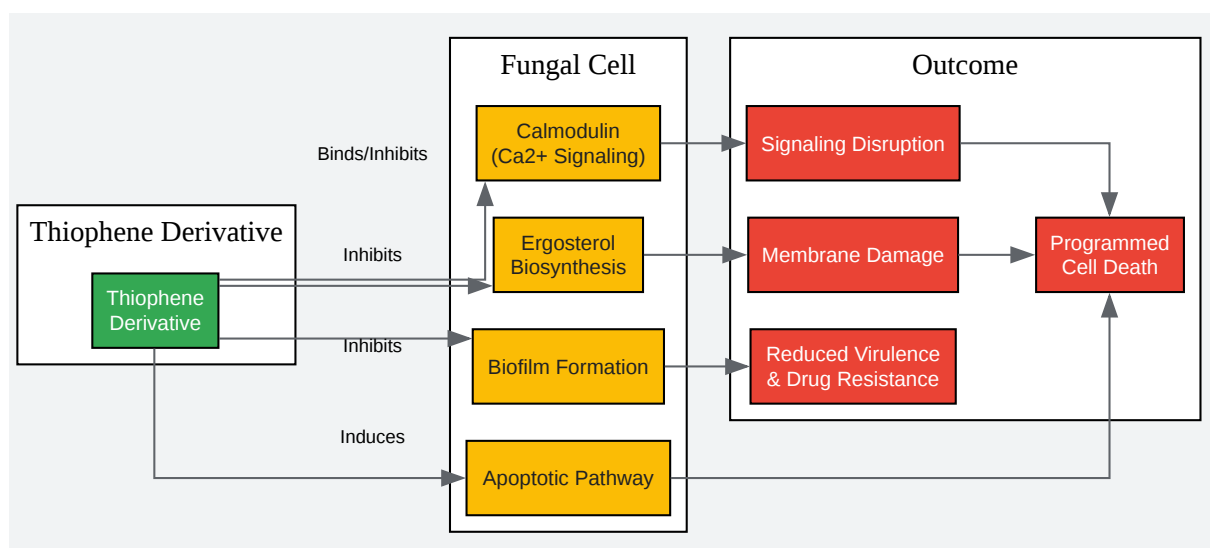 Thiophene Derivative
Thiophene
Derivative
Binds/Inhibits
Inhibits
Inhibits
Induces
Fungal Cell
Calmodulin
(Ca2+ Signaling)
Ergosterol
Biosynthesis
Biofilm Formation
Apoptotic Pathway
Outcome
Signaling Disruption
Membrane Damage
Reduced Virulence
& Drug Resistance
Programmed
Cell Death